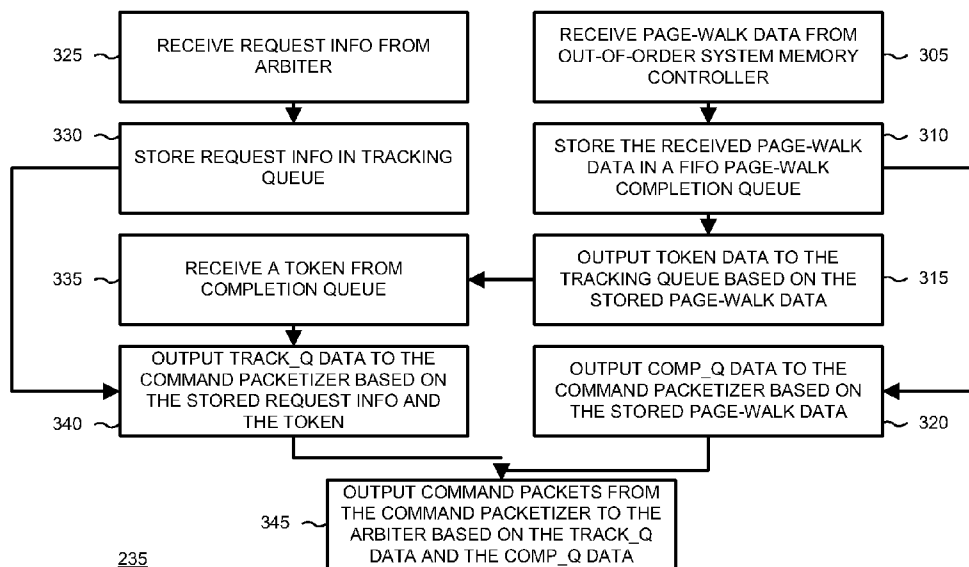 325
RECEIVE REQUEST INFO FROM
ARBITER
RECEIVE PAGE-WALK DATA FROM
OUT-OF-ORDER SYSTEM MEMORY
CONTROLLER
305
330
STORE REQUEST INFO IN TRACKING
QUEUE
STORE THE RECEIVED PAGE-WALK
DATA IN A FIFO PAGE-WALK
COMPLETION QUEUE
310
335
RECEIVE A TOKEN FROM
COMPLETION QUEUE
OUTPUT TOKEN DATA TO THE
TRACKING QUEUE BASED ON THE
STORED PAGE-WALK DATA
315
OUTPUT TRACK_Q DATA TO THE
COMMAND PACKETIZER BASED ON
THE STORED REQUEST INFO AND
THE TOKEN
340
OUTPUT COMP_Q DATA TO THE
COMMAND PACKETIZER BASED ON
THE STORED PAGE-WALK DATA
320
345
OUTPUT COMMAND PACKETS FROM
THE COMMAND PACKETIZER TO THE
ARBITER BASED ON THE TRACK_Q
DATA AND THE COMP_Q DATA
235